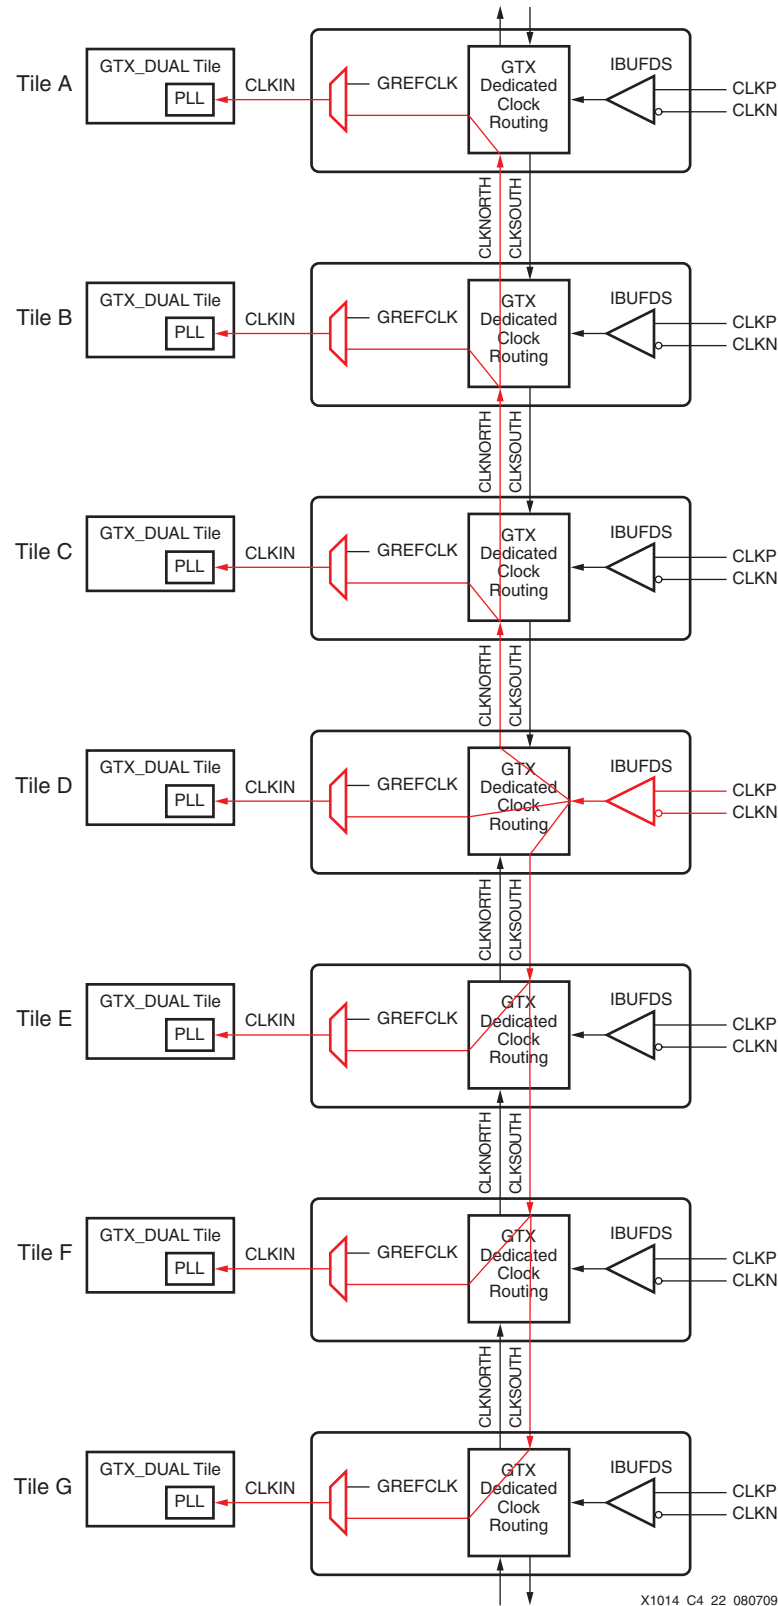 Tile A
GTX_DUAL Tile
PLL
CLKIN
GREFCLK
GTX
Dedicated
Clock
Routing
IBUFDS
CLKP
CLKN
CLKNORTH
CLKSOUTH
Tile B
GTX_DUAL Tile
PLL
CLKIN
GREFCLK
GTX
Dedicated
Clock
Routing
IBUFDS
CLKP
CLKN
CLKNORTH
CLKSOUTH
Tile C
GTX_DUAL Tile
PLL
CLKIN
GREFCLK
GTX
Dedicated
Clock
Routing
IBUFDS
CLKP
CLKN
CLKNORTH
CLKSOUTH
Tile D
GTX_DUAL Tile
PLL
CLKIN
GREFCLK
GTX
Dedicated
Clock
Routing
IBUFDS
CLKP
CLKN
CLKNORTH
CLKSOUTH
Tile E
GTX_DUAL Tile
PLL
CLKIN
GREFCLK
GTX
Dedicated
Clock
Routing
IBUFDS
CLKP
CLKN
CLKNORTH
CLKSOUTH
Tile F
GTX_DUAL Tile
PLL
CLKIN
GREFCLK
GTX
Dedicated
Clock
Routing
IBUFDS
CLKP
CLKN
CLKNORTH
CLKSOUTH
Tile G
GTX_DUAL Tile
PLL
CLKIN
GREFCLK
GTX
Dedicated
Clock
Routing
IBUFDS
CLKP
CLKN
X1014_C4_22_080709